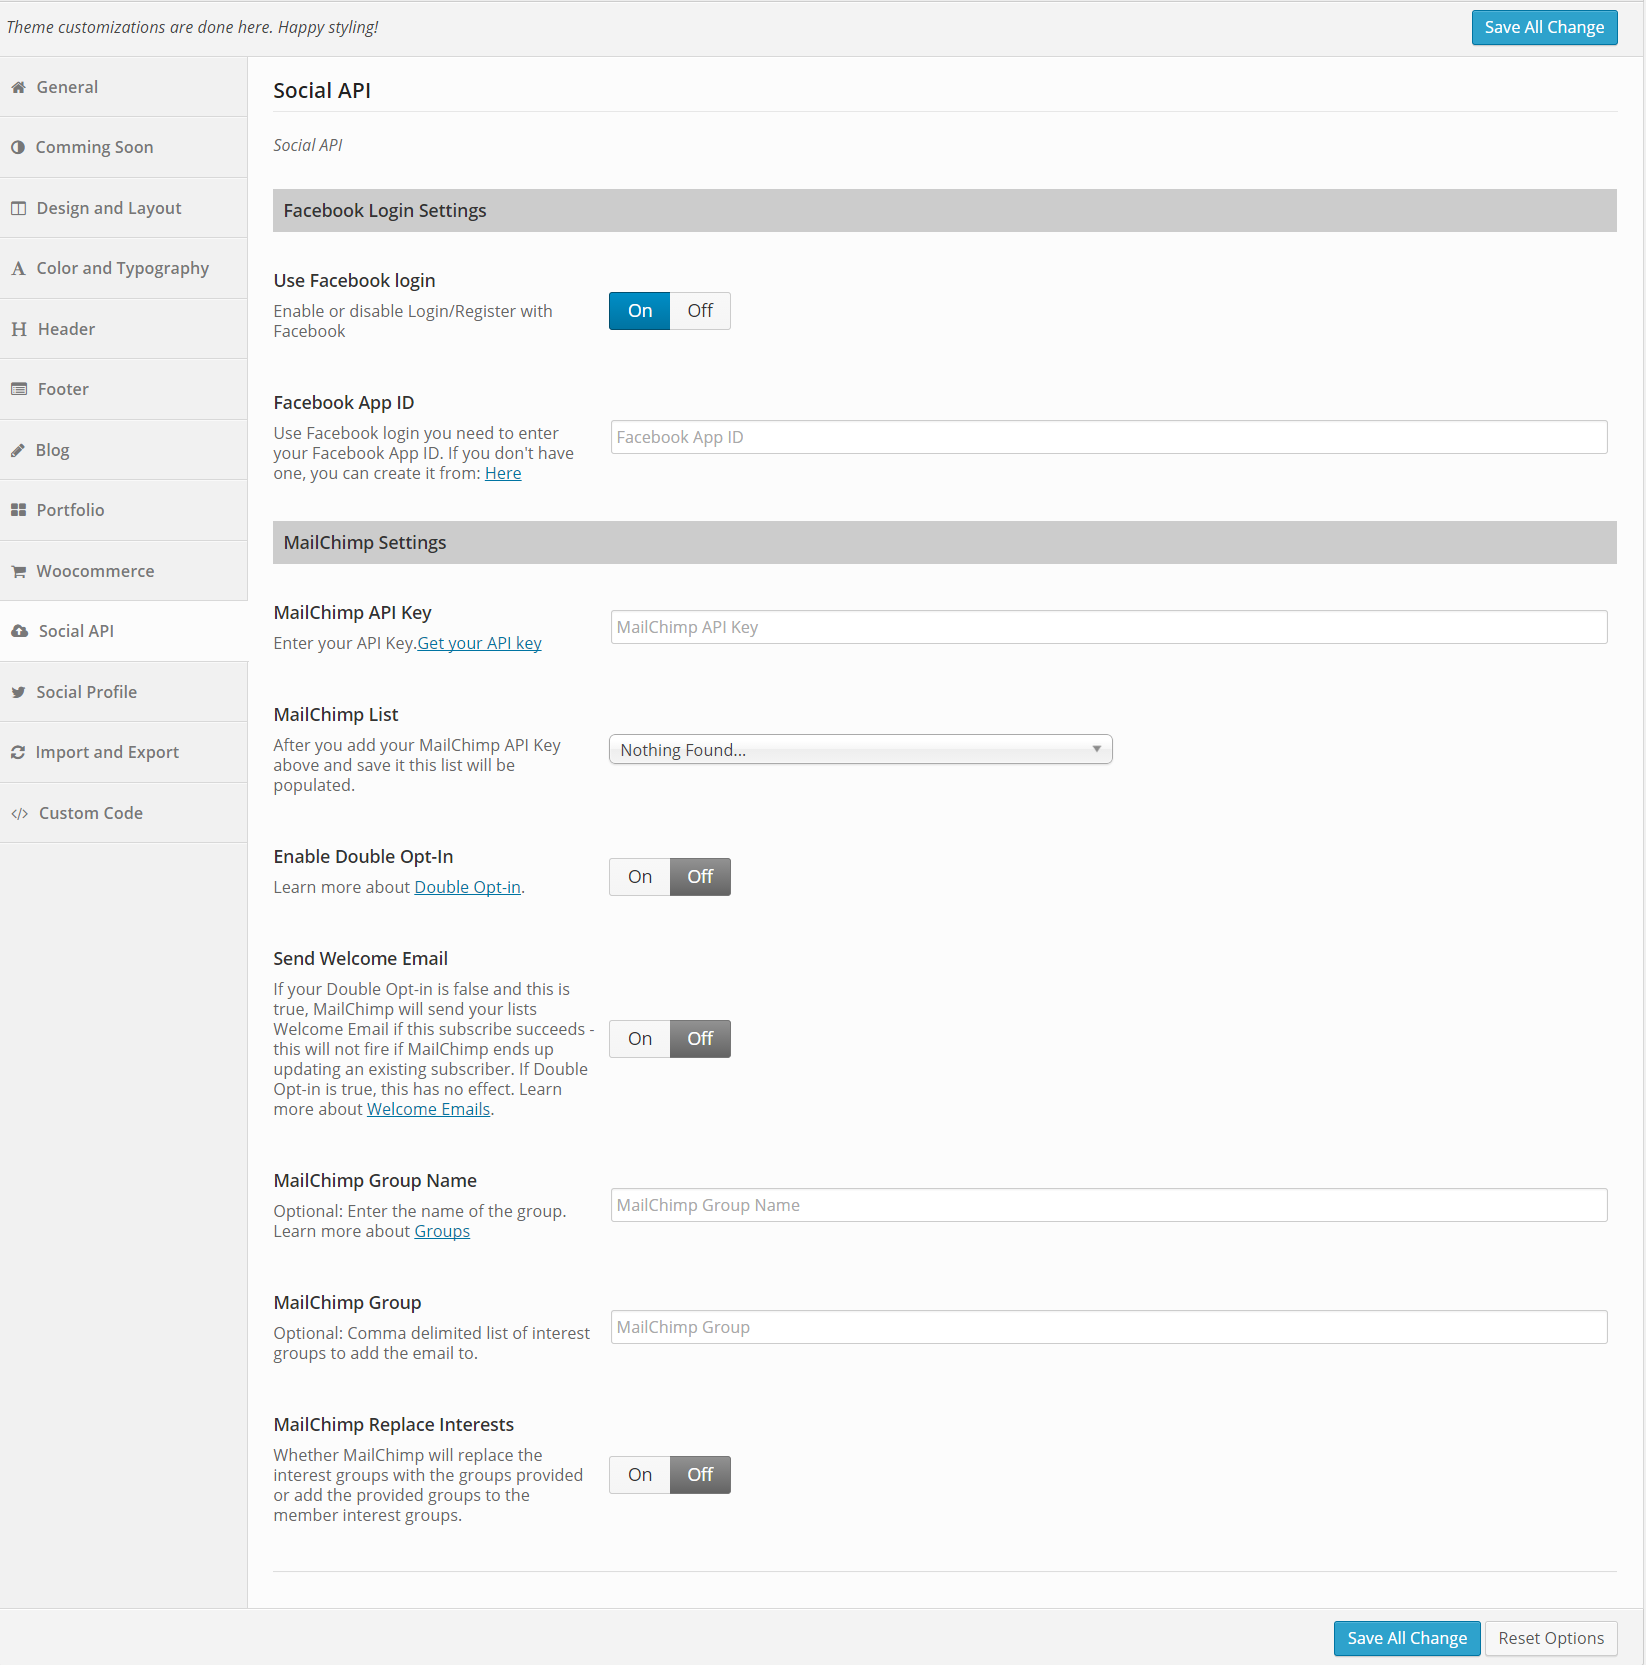 Theme customizations are done here. Happy styling!
Save All Change
General
Comming Soon
Design and Layout
Color and Typography
Header
Footer
Blog
Portfolio
Woocommerce
Social API
Social Profile
Import and Export
Custom Code
Social API
Social API
Facebook Login Settings
Use Facebook login
Enable or disable Login/Register with
Facebook
On Off
Facebook App ID
Use Facebook login you need to enter
your Facebook App ID. If you don't have
one, you can create it from: Here
Facebook App ID
MailChimp Settings
MailChimp API Key
Enter your API Key.Get your API key
MailChimp API Key
MailChimp List
After you add your MailChimp API Key
above and save it this list will be
populated.
Nothing Found...
Enable Double Opt-In
Learn more about Double Opt-in.
On Off
Send Welcome Email
If your Double Opt-in is false and this is
true, MailChimp will send your lists
Welcome Email if this subscribe succeeds -
this will not fire if MailChimp ends up
updating an existing subscriber. If Double
Opt-in is true, this has no effect. Learn
more about Welcome Emails.
On Off
MailChimp Group Name
Optional: Enter the name of the group.
Learn more about Groups
MailChimp Group Name
MailChimp Group
Optional: Comma delimited list of interest
groups to add the email to.
MailChimp Group
MailChimp Replace Interests
Whether MailChimp will replace the
interest groups with the groups provided
or add the provided groups to the
member interest groups.
On Off
Save All Change
Reset Options